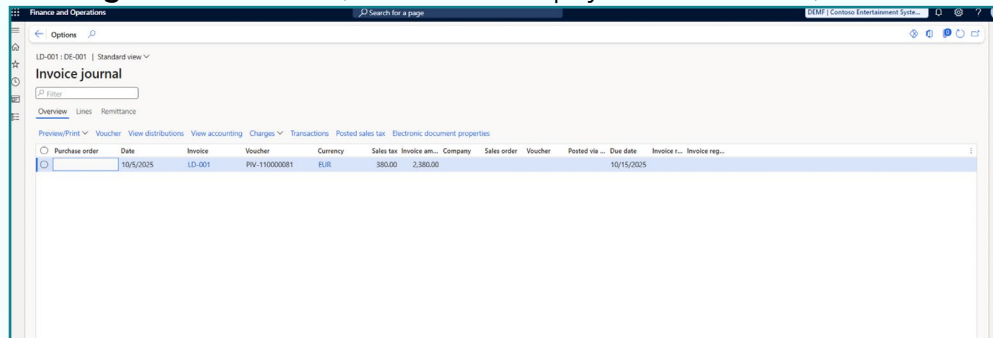 Finance and Operations Search for a page DEMF | Contoso Entertainment Syste... ?
Options 0
LD-001 : DE-001 | Standard view
Invoice journal
Filter
Overview Lines Remittance
Preview/Print Voucher View distributions View accounting Charges Transactions Posted sales tax Electronic document properties
Purchase order Date Invoice Voucher Currency Sales tax Invoice am... Company Sales order Voucher Posted via ... Due date Invoice r... Invoice reg...
10/5/2025 LD-001 PIV-110000081 EUR 380.00 2,380.00 10/15/2025